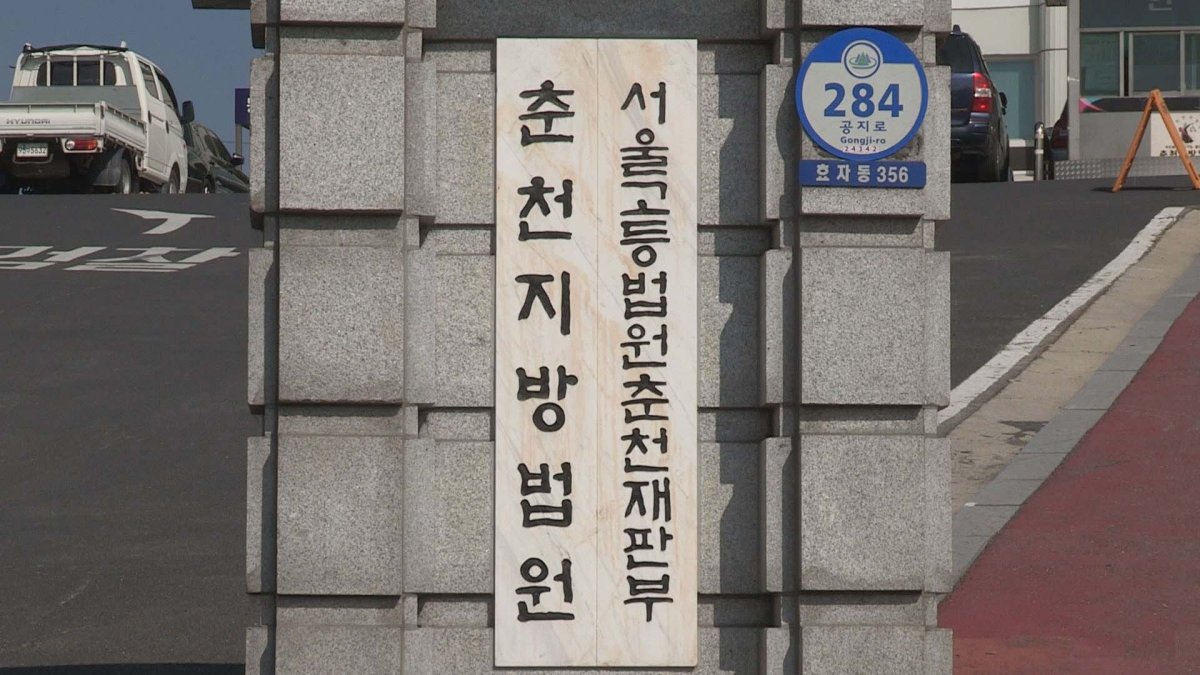 춘천지방법원
서울고등법원춘천재판부
284
공지로
Gongji-ro
24342
효자동 356
HYUNDAI